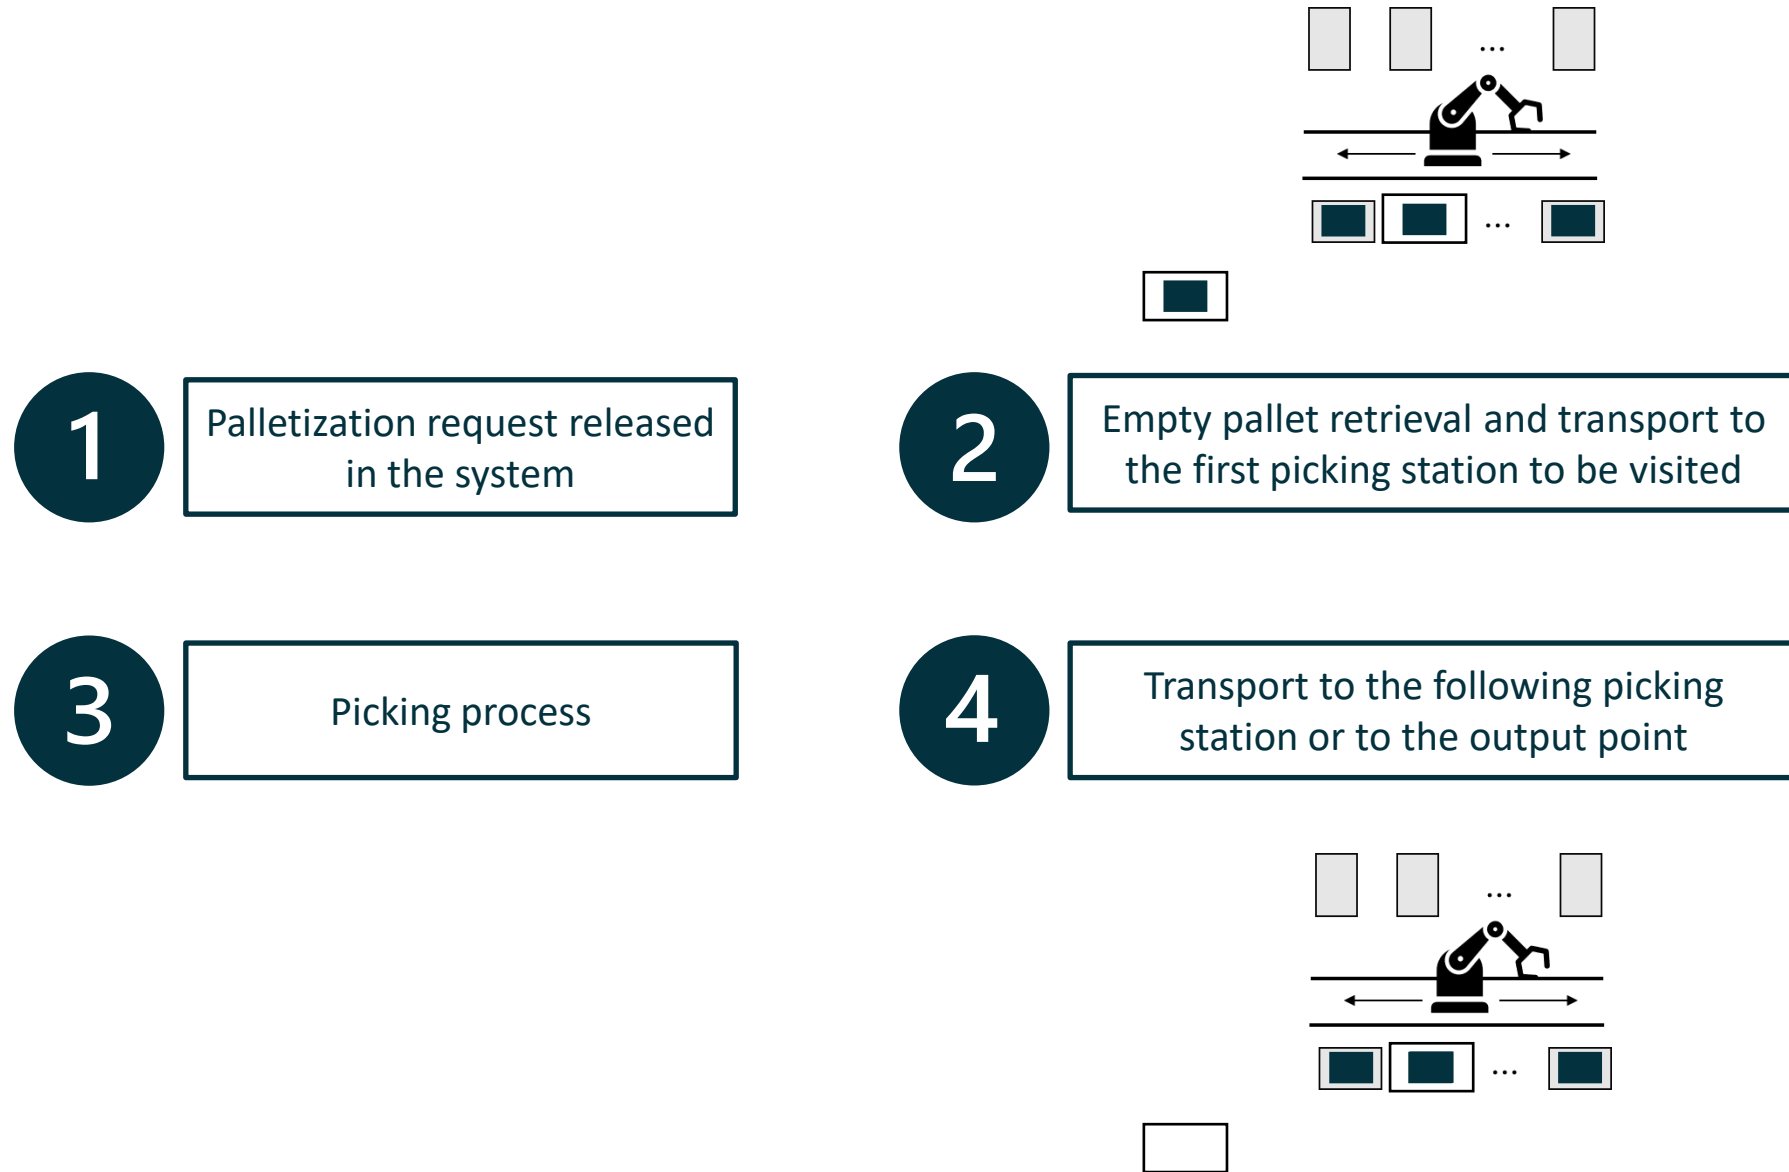 ...
...
1
Palletization request released
in the system
2
Empty pallet retrieval and transport to
the first picking station to be visited
3
Picking process
4
Transport to the following picking
station or to the output point
...
...